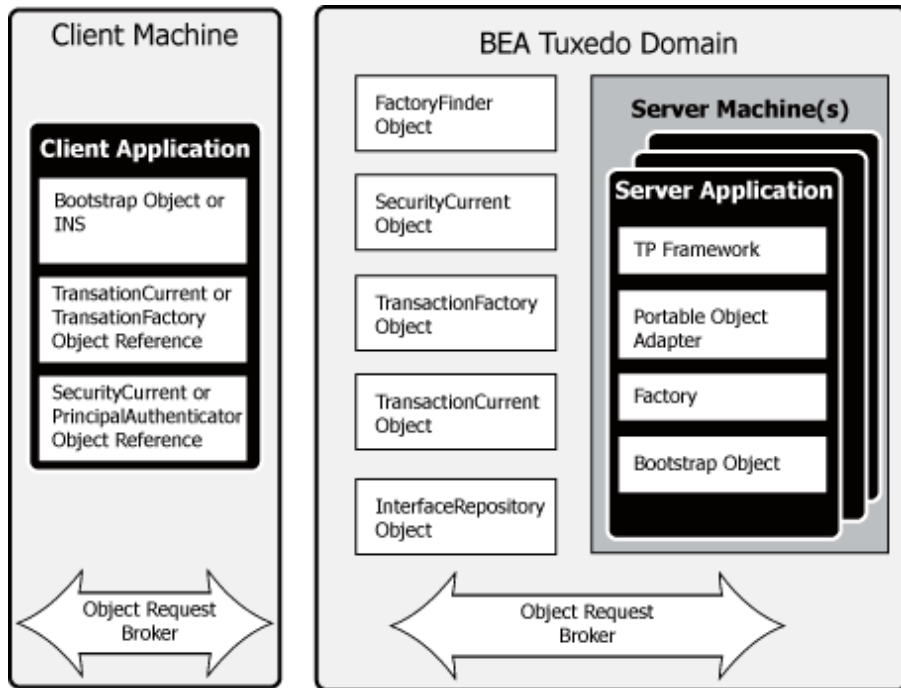 Client Machine
Client Application
Bootstrap Object or
INS
TransationCurrent or
TransationFactory
Object Reference
SecurityCurrent or
PrincipalAuthenticator
Object Reference
Object Request
Broker
BEA Tuxedo Domain
FactoryFinder
Object
SecurityCurrent
Object
TransactionFactory
Object
TransactionCurrent
Object
InterfaceRepository
Object
Server Machine(s)
Server Application
TP Framework
Portable Object
Adapter
Factory
Bootstrap Object
Object Request
Broker